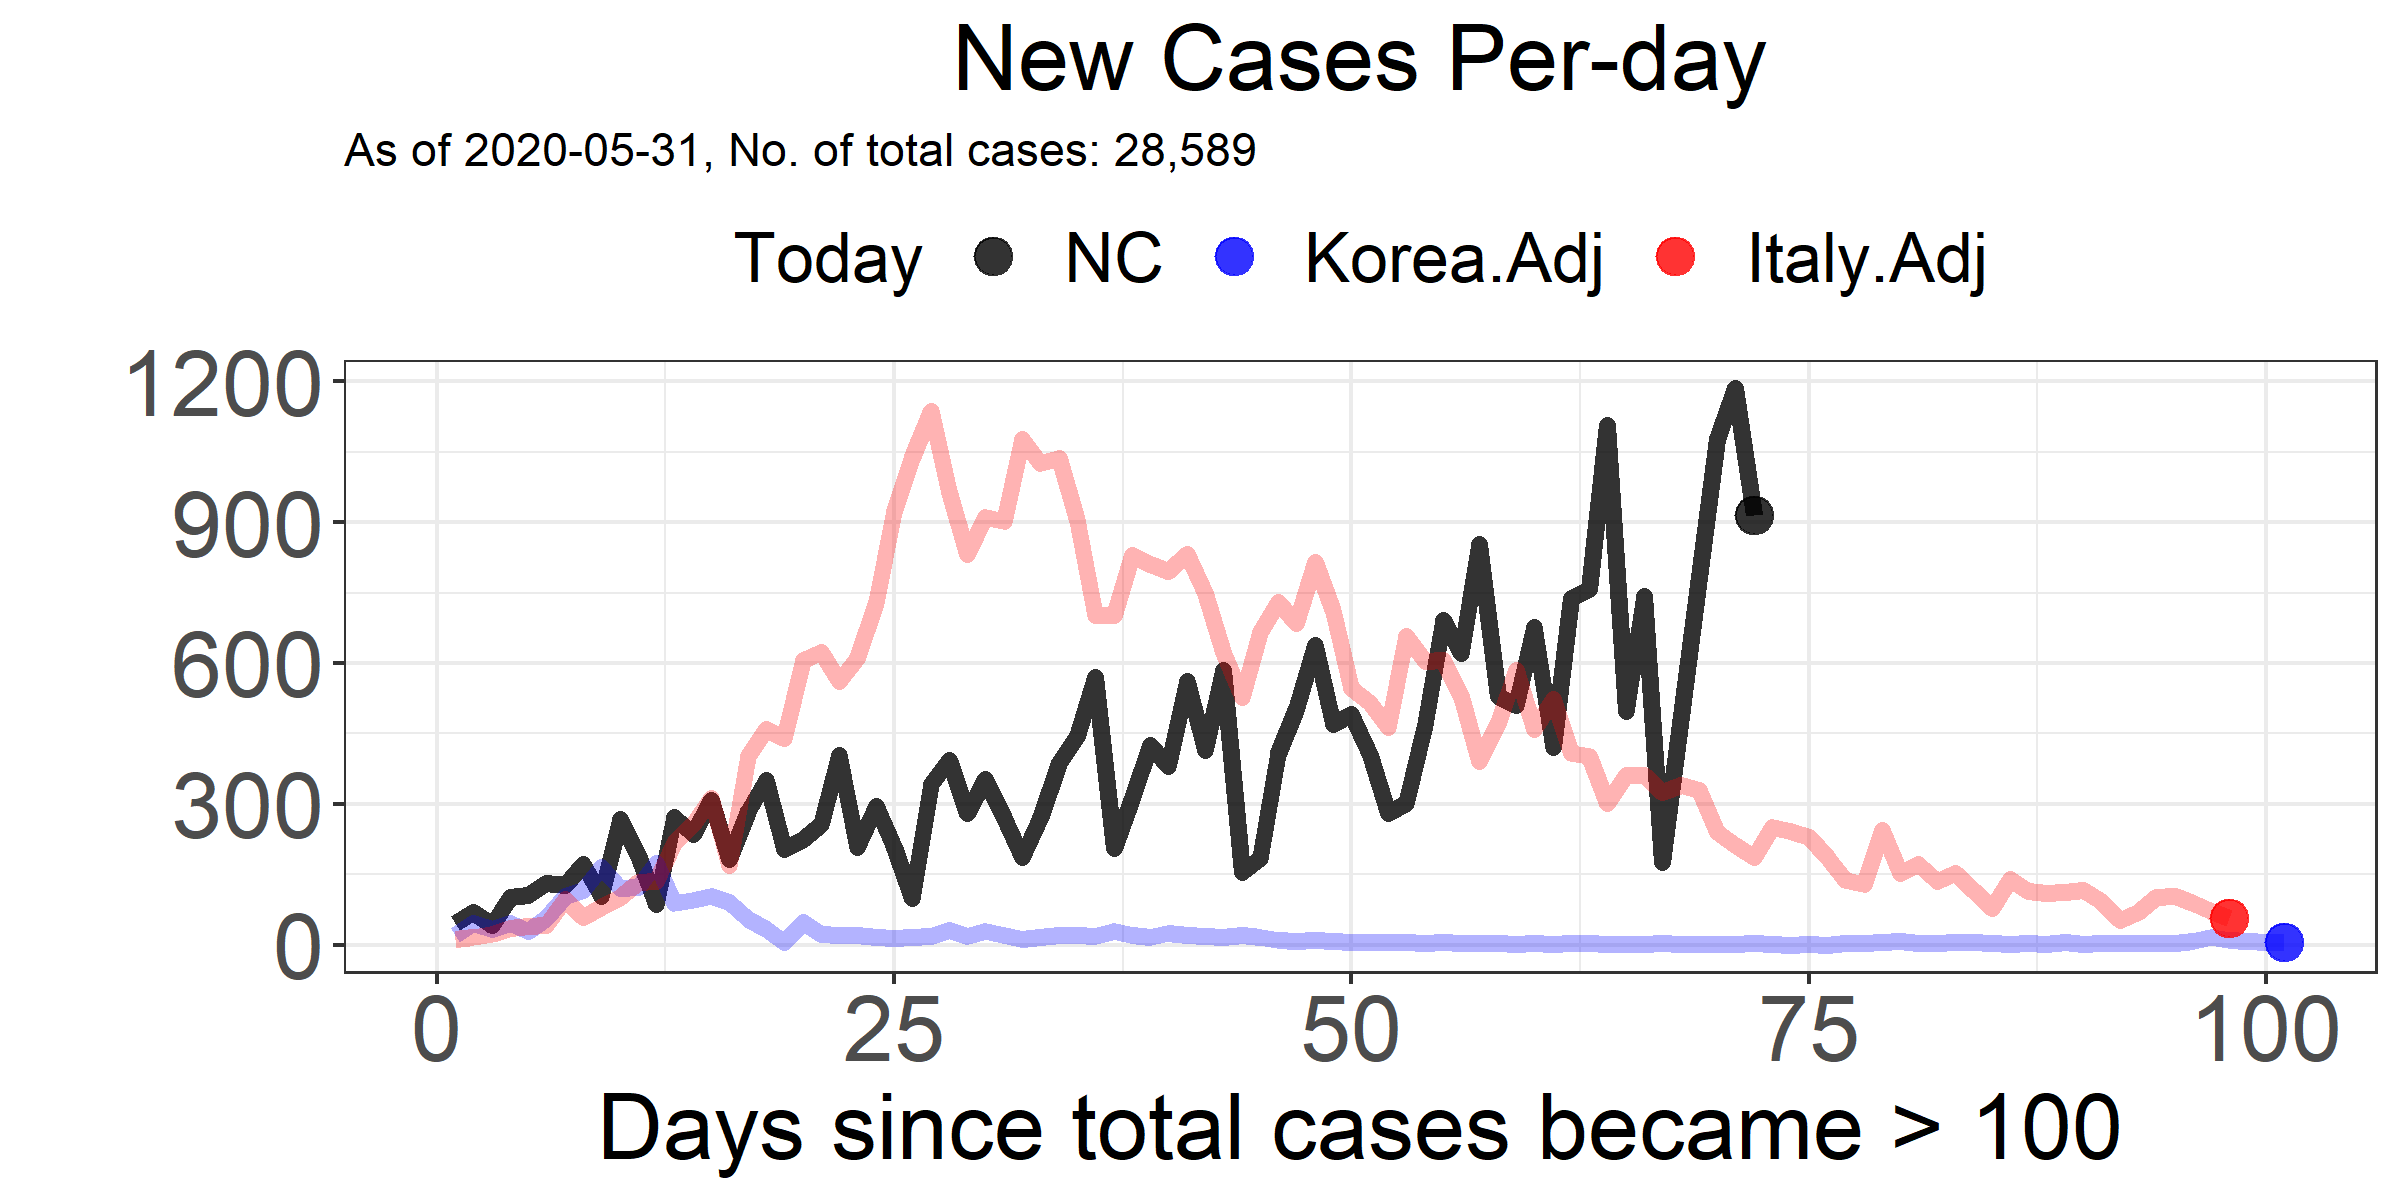 New Cases Per-day
As of 2020-05-31, No. of total cases: 28,589
Today NC Korea.Adj Italy.Adj
1200
900
600
300
0
0 25 50 75 100
Days since total cases became > 100